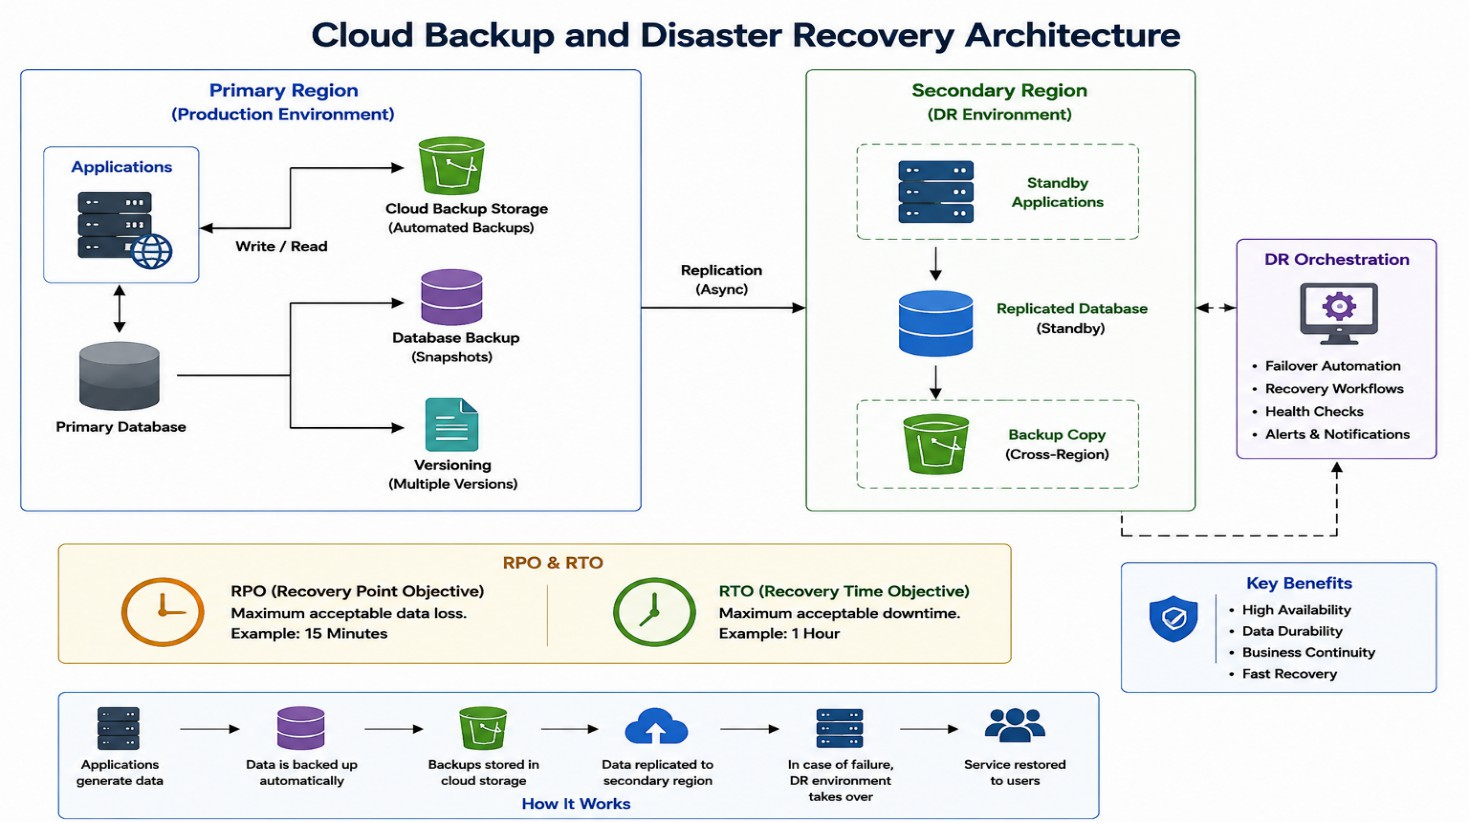 Cloud Backup and Disaster Recovery Architecture
Primary Region
(Production Environment)
Applications
Write / Read
Primary Database
Cloud Backup Storage
(Automated Backups)
Database Backup
(Snapshots)
Versioning
(Multiple Versions)
Replication
(Async)
Secondary Region
(DR Environment)
Standby
Applications
Replicated Database
(Standby)
Backup Copy
(Cross-Region)
DR Orchestration
• Failover Automation
• Recovery Workflows
• Health Checks
• Alerts & Notifications
RPO & RTO
RPO (Recovery Point Objective)
Maximum acceptable data loss.
Example: 15 Minutes
RTO (Recovery Time Objective)
Maximum acceptable downtime.
Example: 1 Hour
Key Benefits
• High Availability
• Data Durability
• Business Continuity
• Fast Recovery
Applications
generate data
Data is backed up
automatically
Backups stored in
cloud storage
Data replicated to
secondary region
In case of failure,
DR environment
takes over
Service restored
to users
How It Works